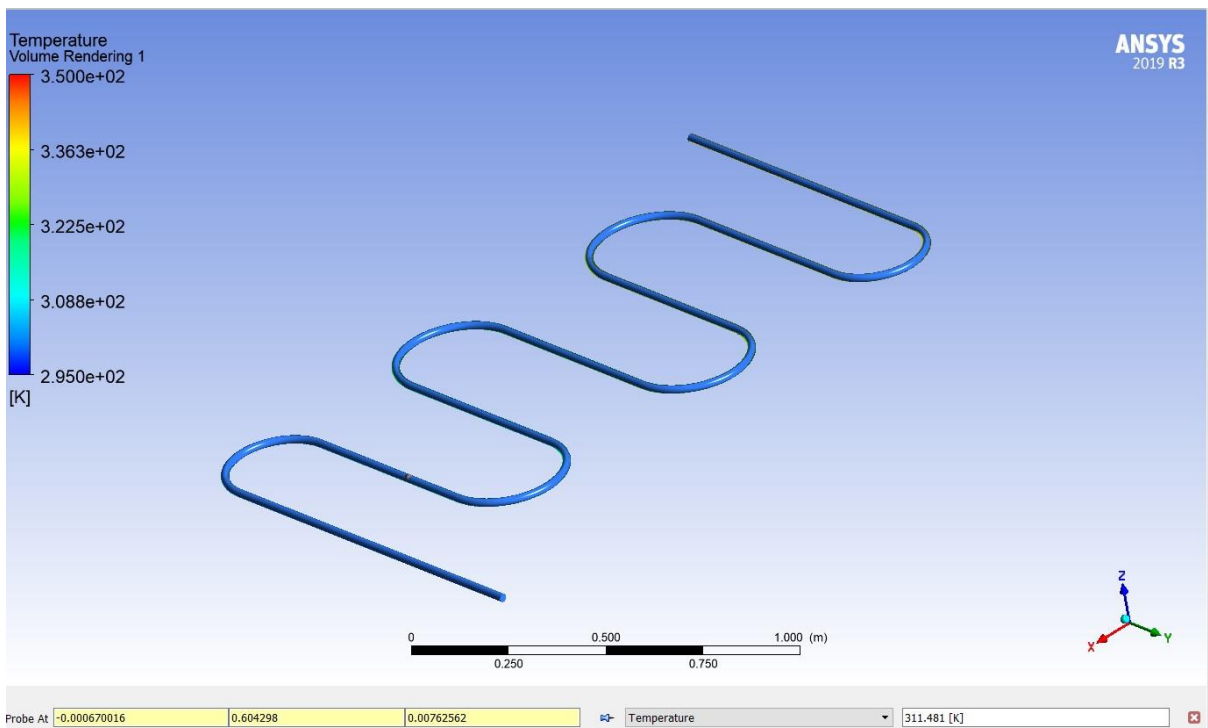 Temperature
Volume Rendering 1
3.500e+02
3.363e+02
3.225e+02
3.088e+02
2.950e+02
[K]
ANSYS
2019 R3
Z
X
Y
0 0.500 1.000 (m)
0.250 0.750
Probe At -0.000670016 0.604298 0.00762562 Temperature 311.481 [K]